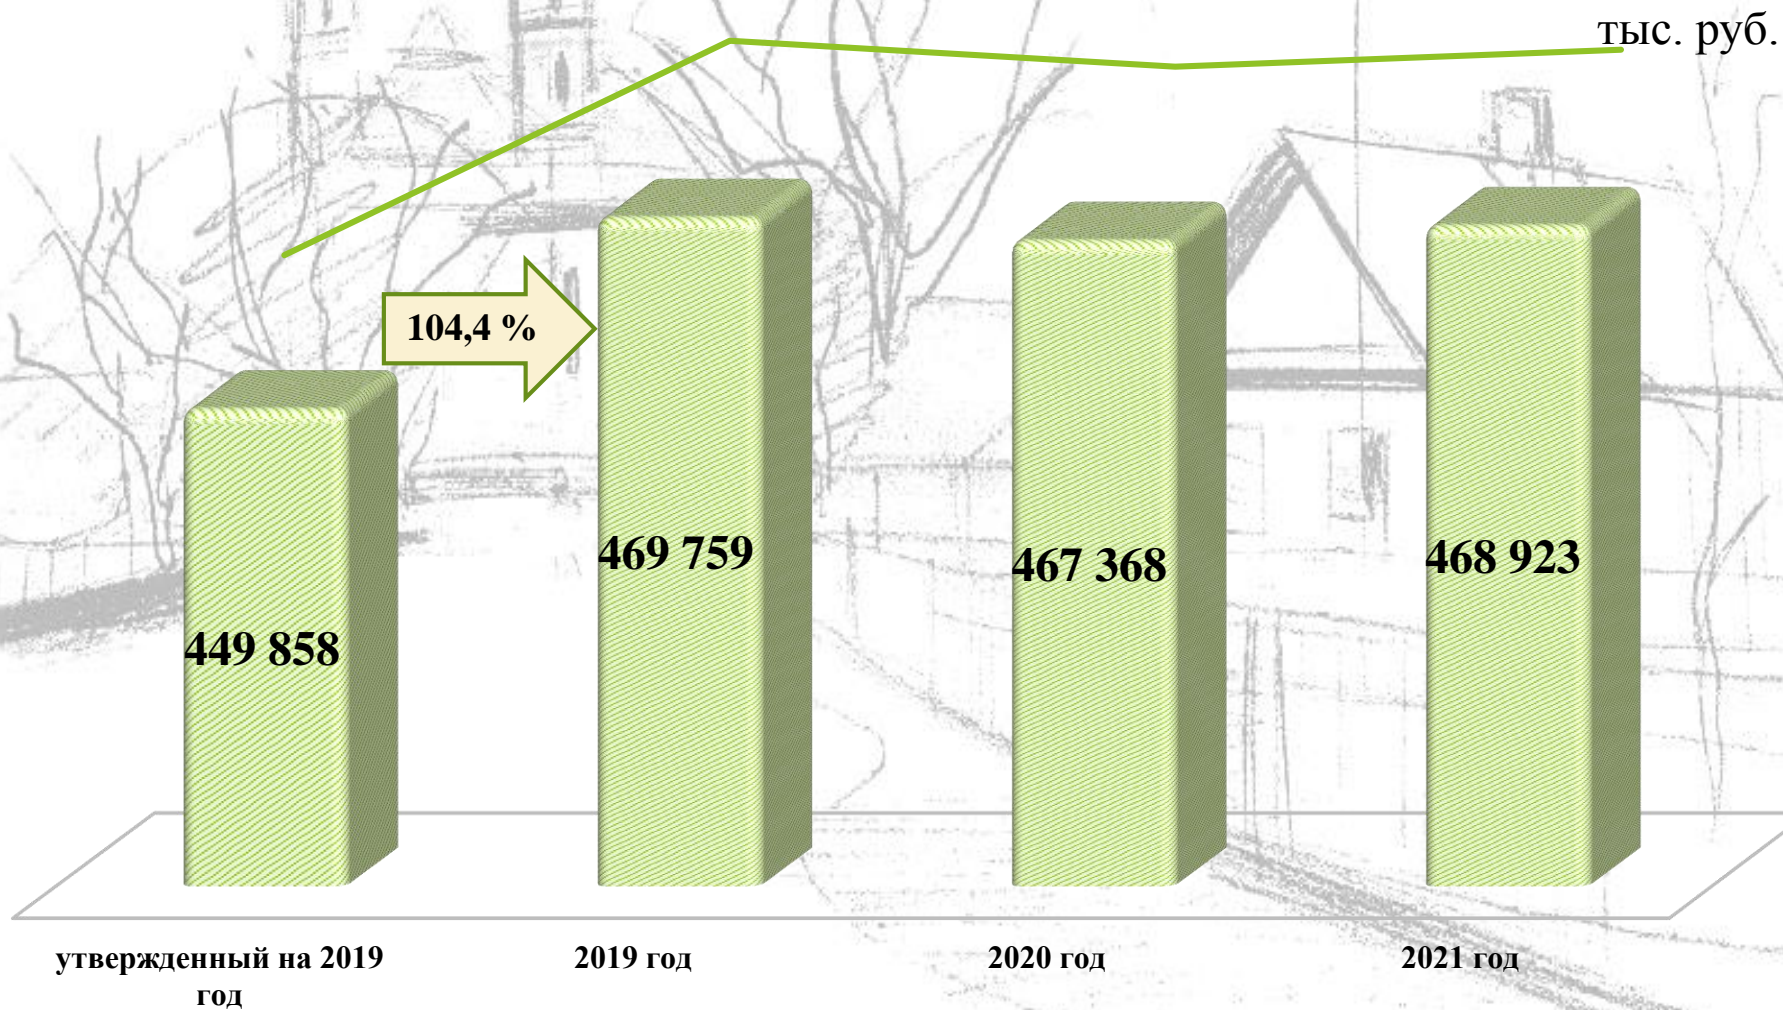 тыс. руб.
104,4 %
449 858
469 759
467 368
468 923
утвержденный на 2019
год
2019 год
2020 год
2021 год